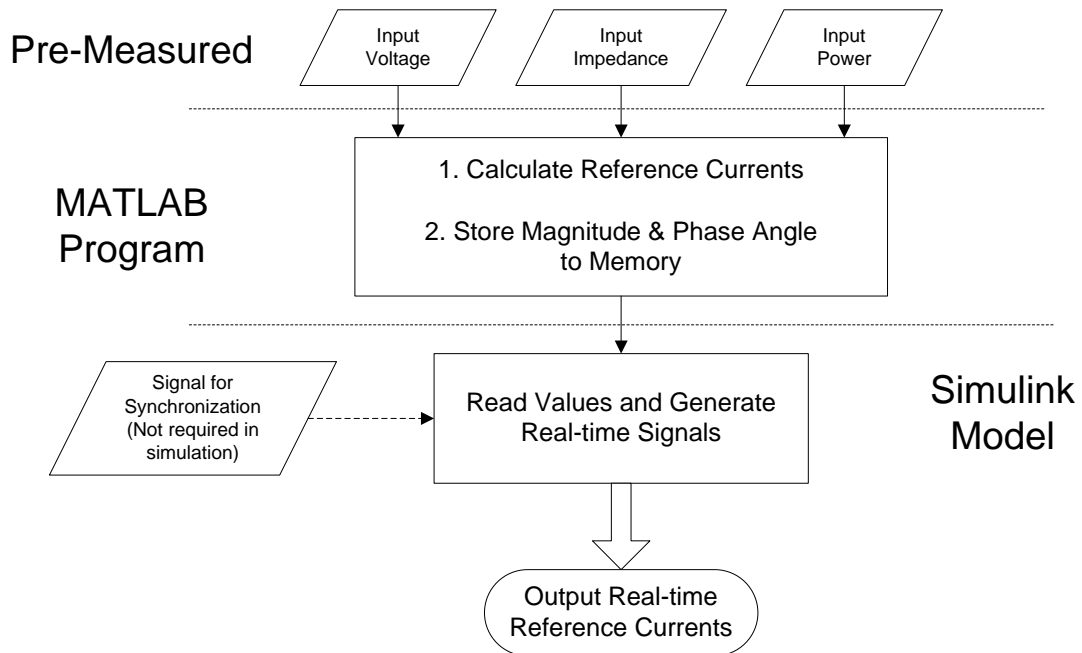 Pre-Measured
Input
Voltage
Input
Impedance
Input
Power
MATLAB
Program
1. Calculate Reference Currents
2. Store Magnitude & Phase Angle
to Memory
Signal for
Synchronization
(Not required in
simulation)
Read Values and Generate
Real-time Signals
Simulink
Model
Output Real-time
Reference Currents